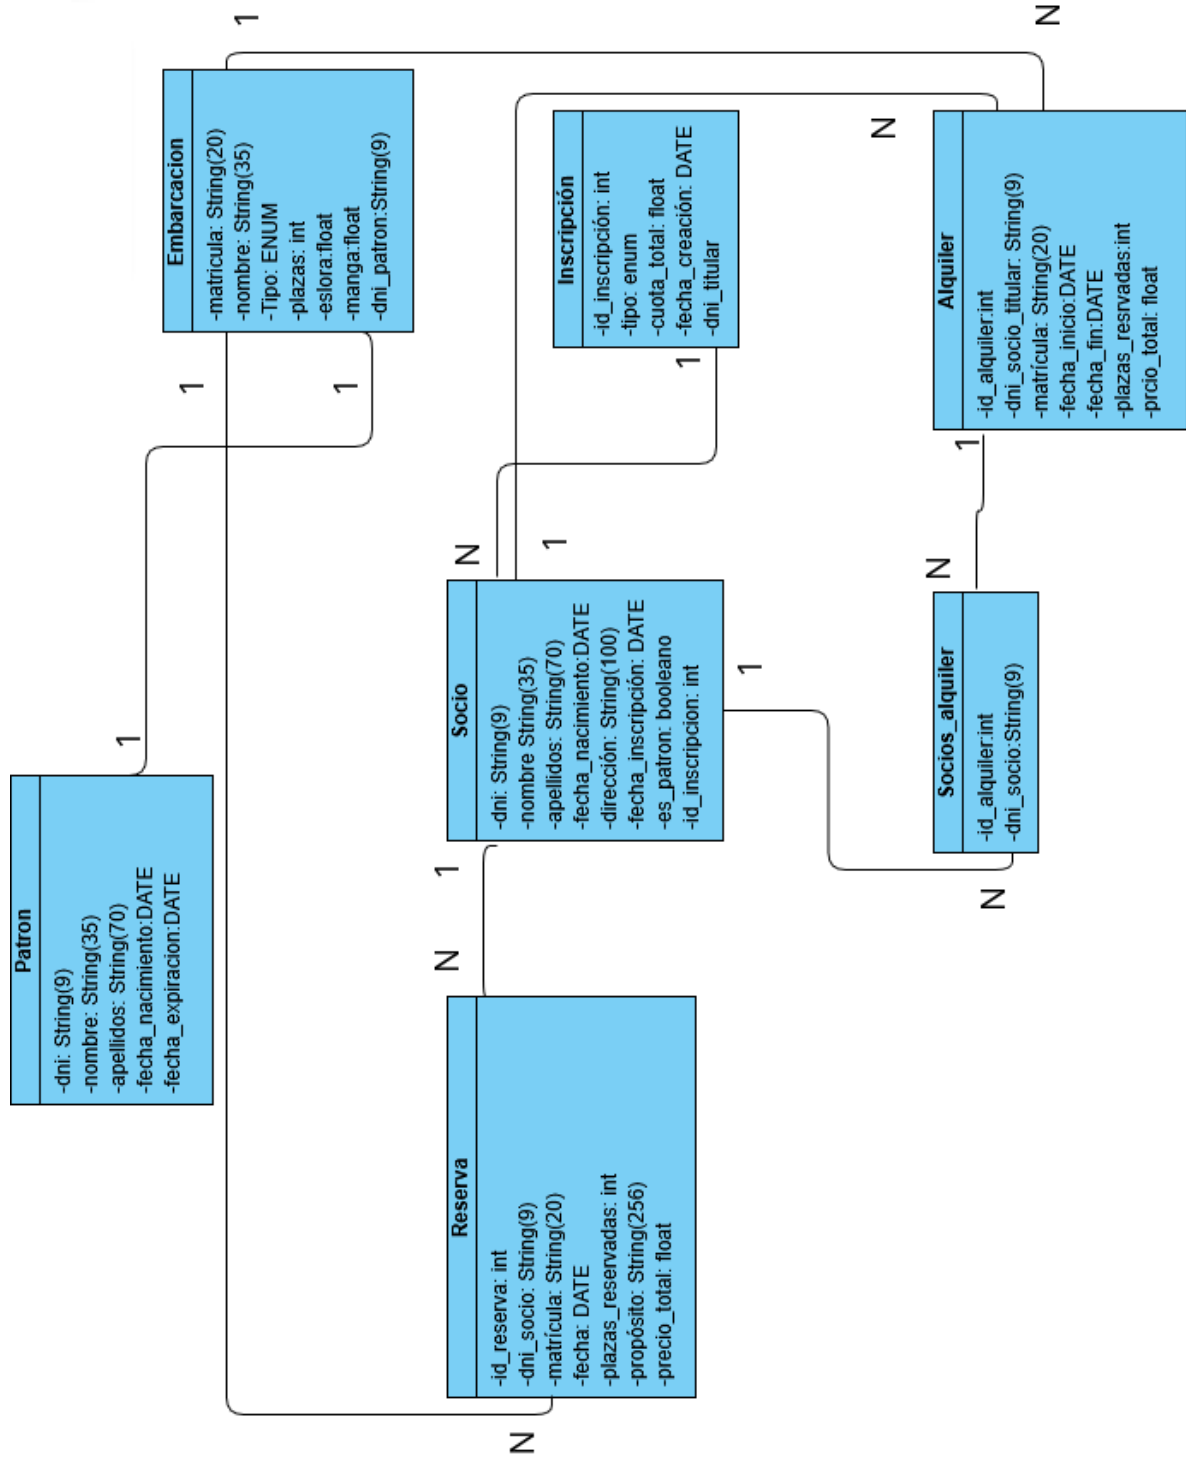 Patron
-dni: String(9)
-nombre: String(35)
-apellidos: String(70)
-fecha_nacimiento:DATE
-fecha_expiracion:DATE
1
Embarcacion
-matricula: String(20)
-nombre: String(35)
-Tipo: ENUM
-plazas: int
-eslora:float
-manga:float
-dni_patron:String(9)
1
1
1
Reserva
-id_reserva: int
-dni_socio: String(9)
-matrícula: String(20)
-fecha: DATE
-plazas_reservadas: int
-propósito: String(256)
-precio_total: float
N
N
1
Socio
-dni: String(9)
-nombre String(35)
-apellidos: String(70)
-fecha_nacimiento:DATE
-dirección: String(100)
-fecha_inscripción: DATE
-es_patron: booleano
-id_inscripcion: int
N
1
1
Inscripción
-id_inscripción: int
-tipo: enum
-cuota_total: float
-fecha_creación: DATE
-dni_titular
1
Socios_alquiler
-id_alquiler:int
-dni_socio:String(9)
N
N
Alquiler
-id_alquiler:int
-dni_socio_titular: String(9)
-matrícula: String(20)
-fecha_inicio:DATE
-fecha_fin:DATE
-plazas_resrvadas:int
-prcio_total: float
1
N
N